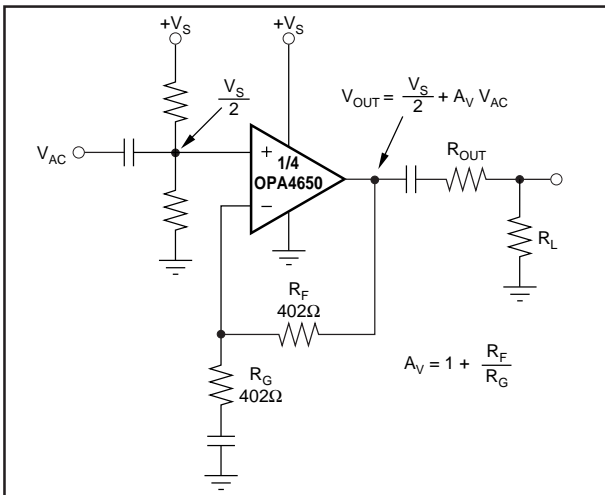 +V_S
+V_S
V_S
2
V_OUT = V_S/2 + A_V V_AC
V_AC
+
1/4
OPA4650
–
R_OUT
R_L
R_F
402Ω
R_G
402Ω
A_V = 1 + R_F/R_G